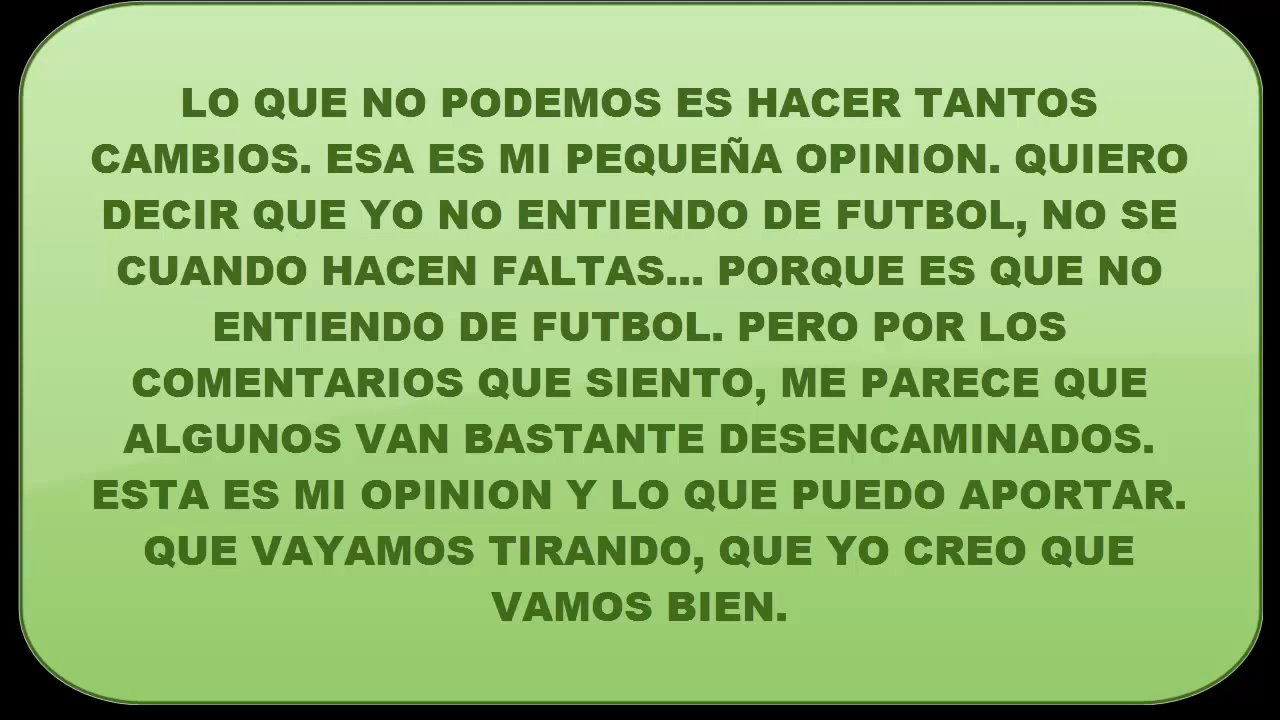 LO QUE NO PODEMOS ES HACER TANTOS
CAMBIOS. ESA ES MI PEQUEÑA OPINION. QUIERO
DECIR QUE YO NO ENTIENDO DE FUTBOL, NO SE
CUANDO HACEN FALTAS... PORQUE ES QUE NO
ENTIENDO DE FUTBOL. PERO POR LOS
COMENTARIOS QUE SIENTO, ME PARECE QUE
ALGUNOS VAN BASTANTE DESENCAMINADOS.
ESTA ES MI OPINION Y LO QUE PUEDO APORTAR.
QUE VAYAMOS TIRANDO, QUE YO CREO QUE
VAMOS BIEN.